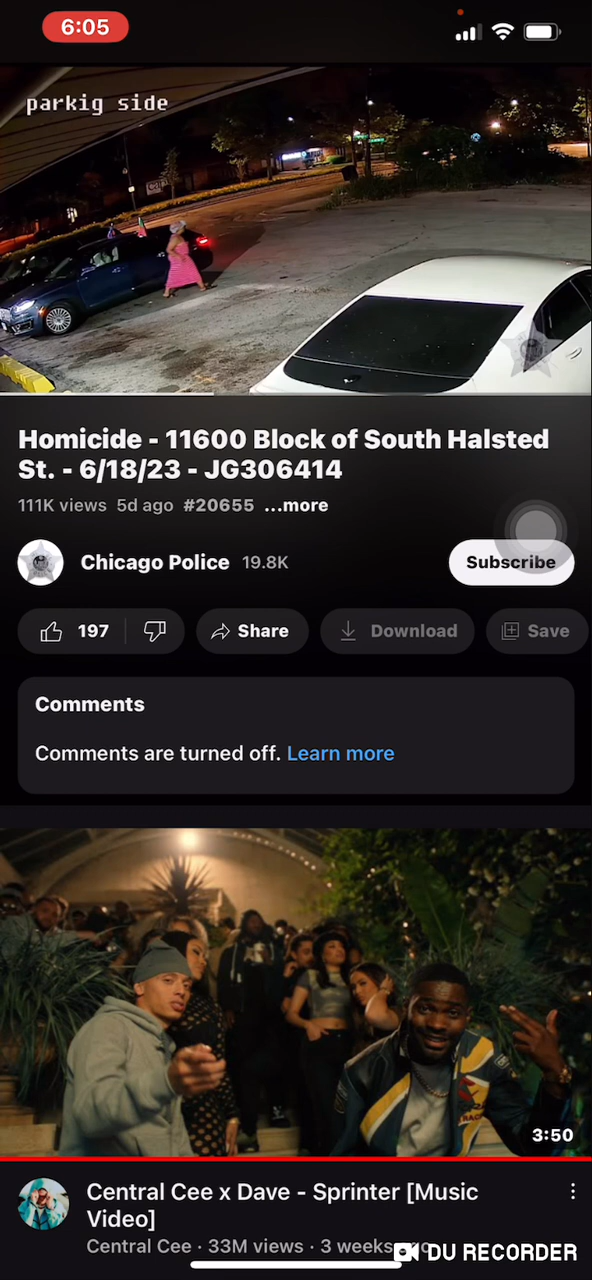 6:05
parkig side
Homicide - 11600 Block of South Halsted
St. - 6/18/23 - JG306414
111K views 5d ago #20655 ...more
Chicago Police 19.8K
Subscribe
197
Share
Download
Save
Comments
Comments are turned off. Learn more
3:50
Central Cee x Dave - Sprinter [Music
Video]
Central Cee · 33M views · 3 weeks
DU RECORDER